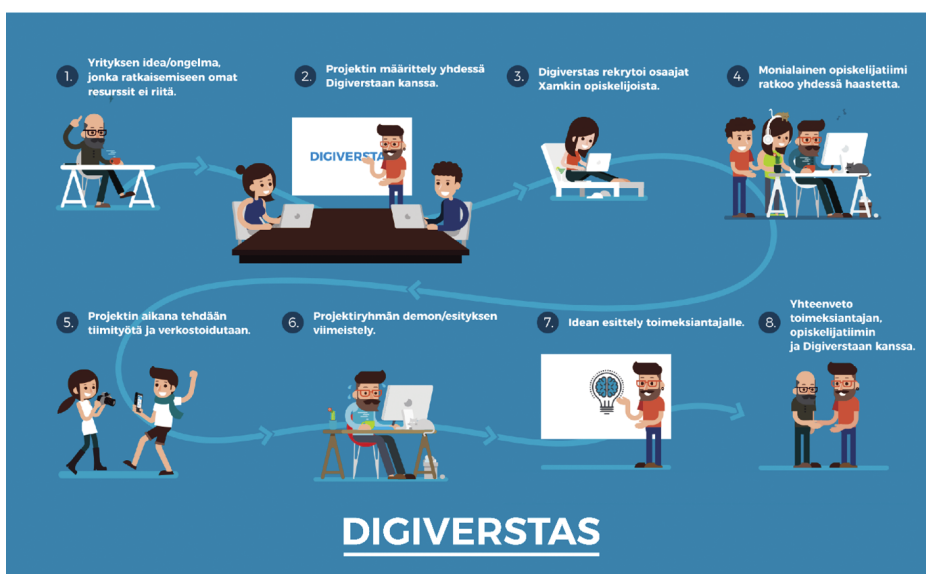 1.
Yrityksen idea/ongelma,
jonka ratkaisemiseen omat
resurssit ei riitä.
2.
Projektin määrittely yhdessä
Digiverstaan kanssa.
3.
Digiverstas rekrytoi osaajat
Xamkin opiskelijoista.
4.
Monialainen opiskelijatiimi
ratkoo yhdessä haastetta.
DIGIVERSTA
5.
Projektin aikana tehdään
tiimityötä ja verkostoidutaan.
6.
Projektiryhmän demon/esityksen
viimeistely.
7.
Idean esittely toimeksiantajalle.
8.
Yhteenveto
toimeksiantajan,
opiskelijatiimin
ja Digiverstaan kanssa.
DIGIVERSTAS